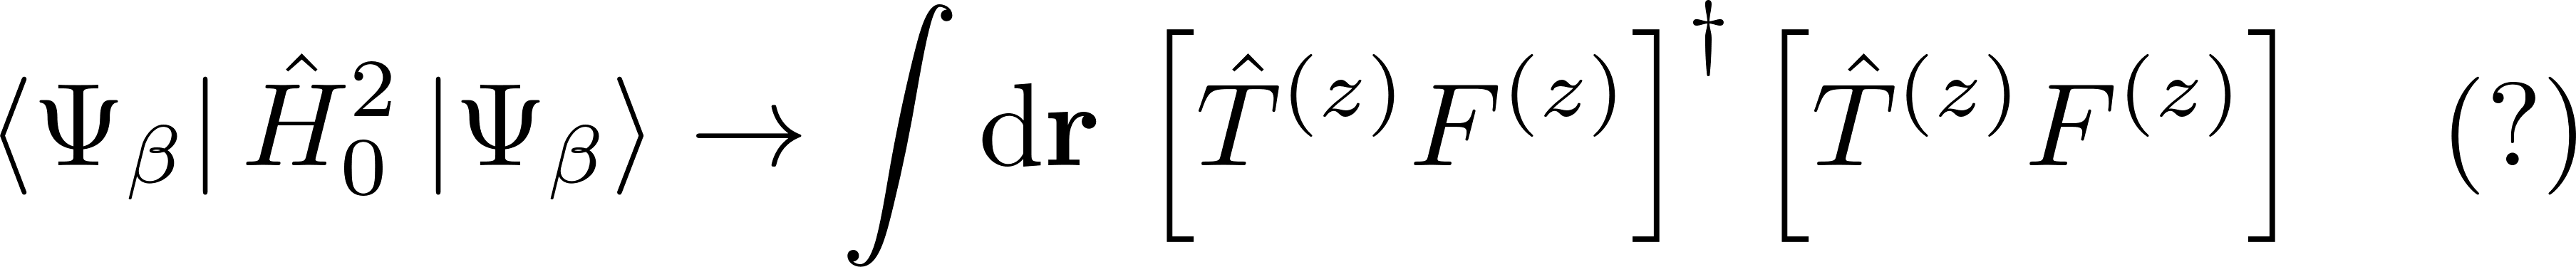 ⟨Ψ_β| Ĥ_0^2 |Ψ_β⟩ → ∫ dr [T̂^(z) F^(z)]^† [T̂^(z) F^(z)] (?)